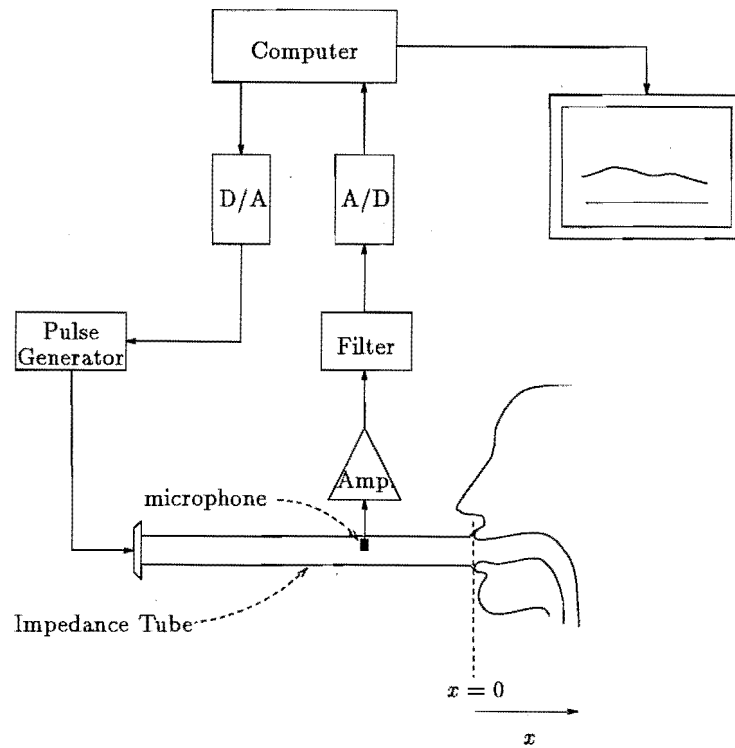 Computer
D/A
A/D
Pulse
Generator
Filter
Amp.
microphone
Impedance Tube
x = 0
x